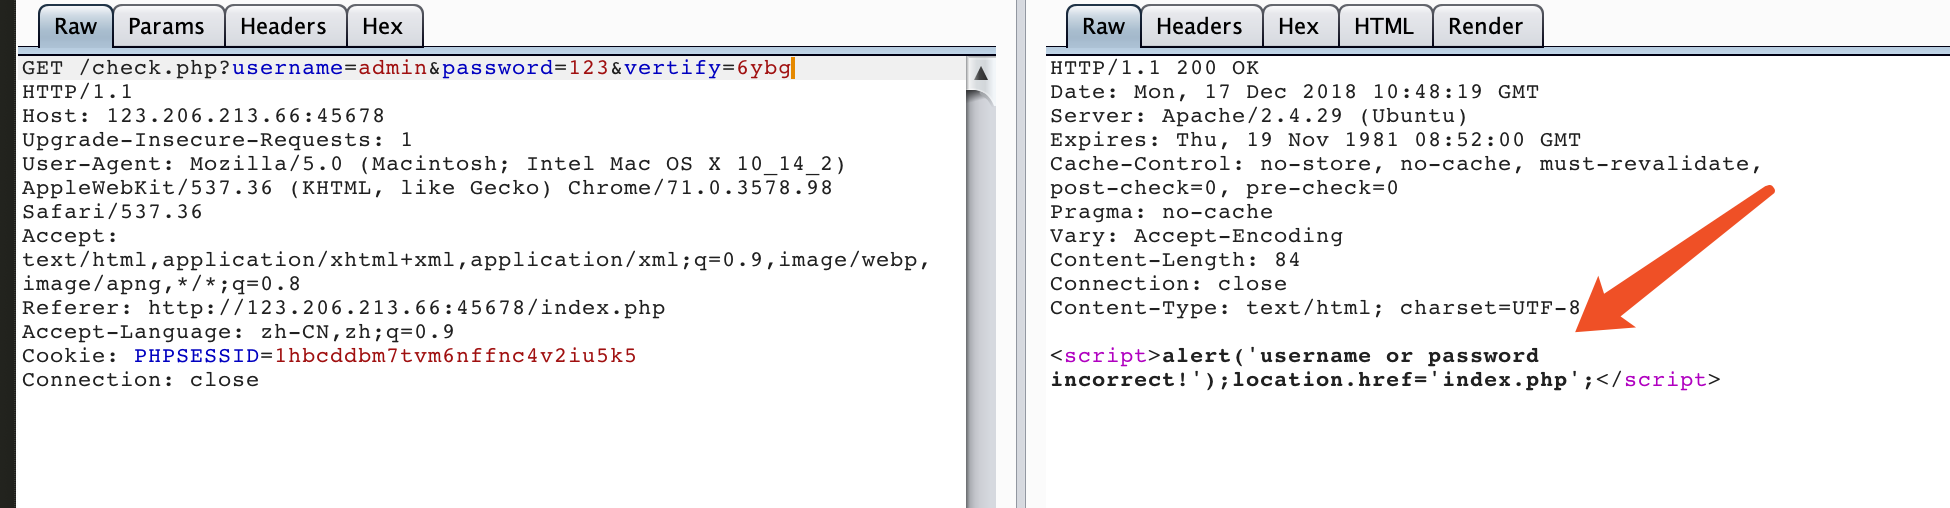 Raw Params Headers Hex
GET /check.php?username=admin&password=123&vertify=6ybg
HTTP/1.1
Host: 123.206.213.66:45678
Upgrade-Insecure-Requests: 1
User-Agent: Mozilla/5.0 (Macintosh; Intel Mac OS X 10_14_2)
AppleWebKit/537.36 (KHTML, like Gecko) Chrome/71.0.3578.98
Safari/537.36
Accept:
text/html,application/xhtml+xml,application/xml;q=0.9,image/webp,
image/apng,*/*;q=0.8
Referer: http://123.206.213.66:45678/index.php
Accept-Language: zh-CN,zh;q=0.9
Cookie: PHPSESSID=1hbcddbm7tvm6nffnc4v2iu5k5
Connection: close
Raw Headers Hex HTML Render
HTTP/1.1 200 OK
Date: Mon, 17 Dec 2018 10:48:19 GMT
Server: Apache/2.4.29 (Ubuntu)
Expires: Thu, 19 Nov 1981 08:52:00 GMT
Cache-Control: no-store, no-cache, must-revalidate,
post-check=0, pre-check=0
Pragma: no-cache
Vary: Accept-Encoding
Content-Length: 84
Connection: close
Content-Type: text/html; charset=UTF-8
<script>alert('username or password
incorrect!');location.href='index.php';</script>